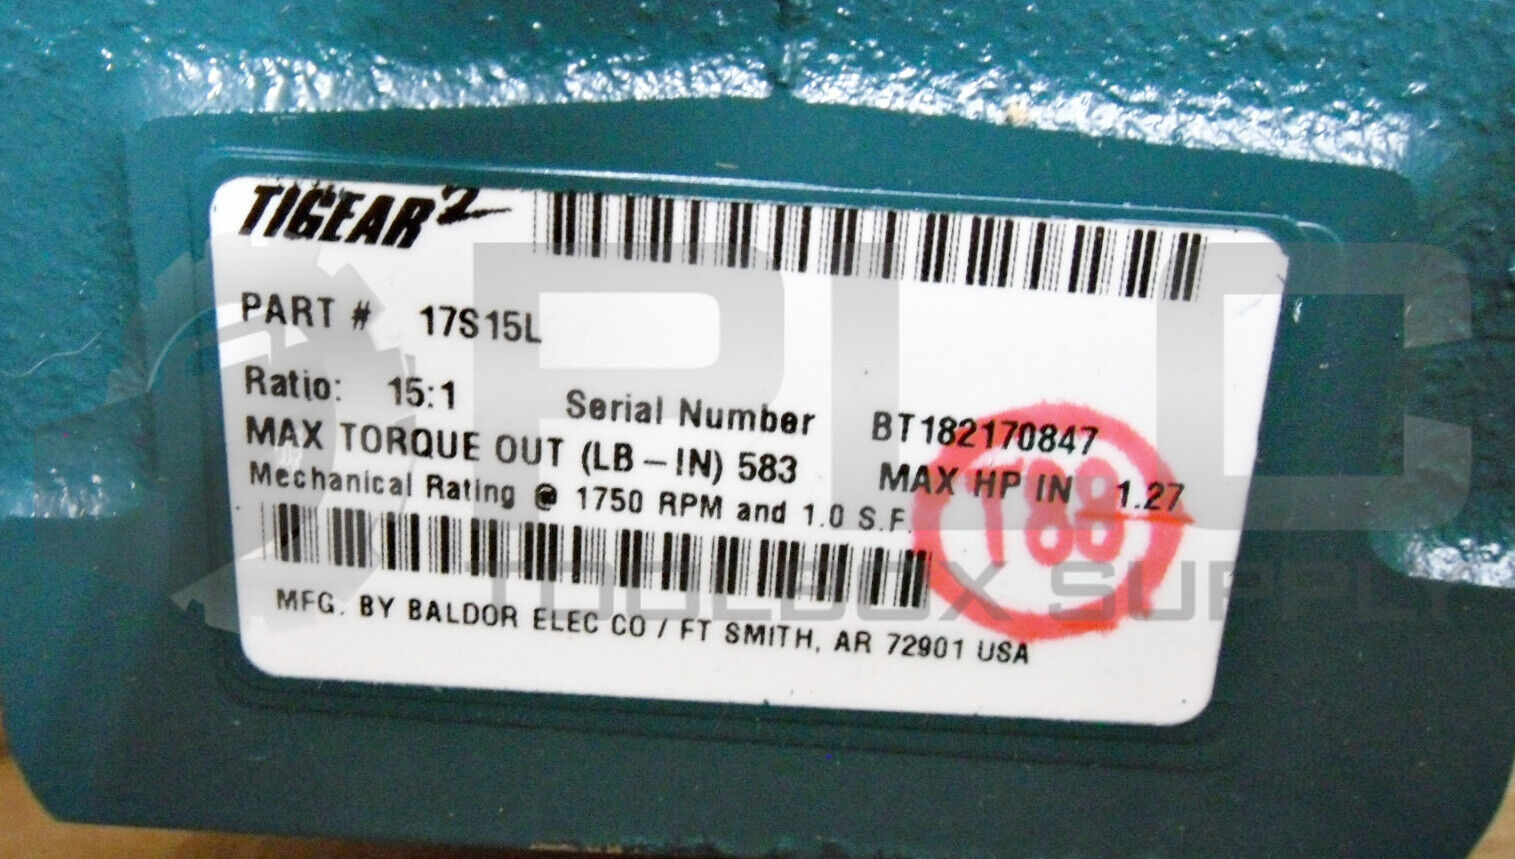 TIGEAR 2
PART # 17S15L
Ratio: 15:1 Serial Number BT182170847
MAX TORQUE OUT (LB-IN) 583 MAX HP IN 1.27
Mechanical Rating @ 1750 RPM and 1.0 S.F.
T88
MFG. BY BALDOR ELEC CO / FT SMITH, AR 72901 USA
PLC
TOOLBOX SUPPLY